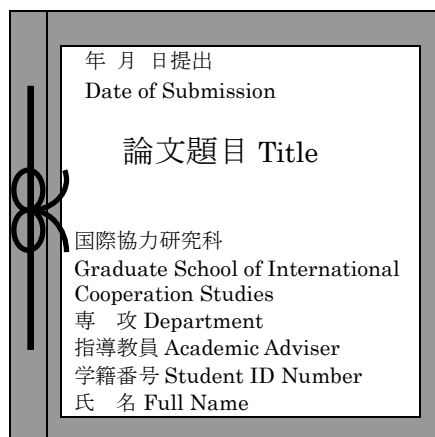 年 月 日提出
Date of Submission
論文題目 Title
国際協力研究科
Graduate School of International
Cooperation Studies
専　攻 Department
指導教員 Academic Adviser
学籍番号 Student ID Number
氏　名 Full Name